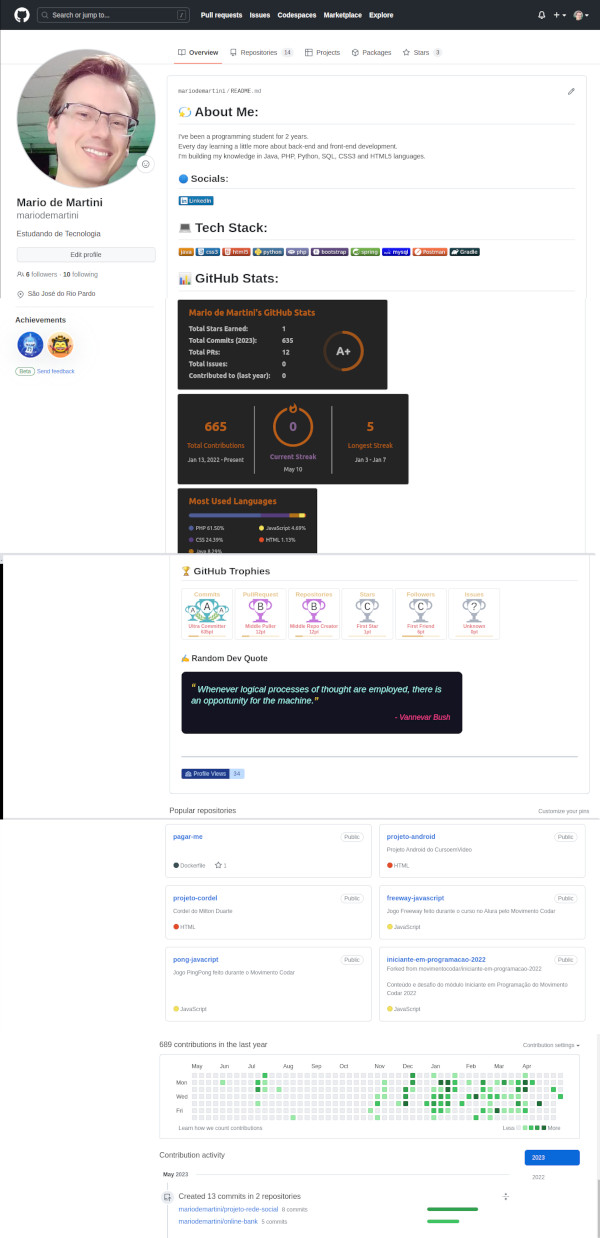 Search or jump to...
/
Pull requests Issues Codespaces Marketplace Explore
Overview Repositories 14 Projects Packages Stars 3
Mario de Martini
mariodemartini
Estudando de Tecnologia
Edit profile
6 followers · 10 following
São José do Rio Pardo
Achievements
Beta Send feedback
mariodemartini / README.md
About Me:
I've been a programming student for 2 years.
Every day learning a little more about back-end and front-end development.
I'm building my knowledge in Java, PHP, Python, SQL, CSS3 and HTML5 languages.
Socials:
in LinkedIn
Tech Stack:
java css3 html5 python php bootstrap spring mysql Postman Gradle
GitHub Stats:
Mario de Martini's GitHub Stats
Total Stars Earned: 1
Total Commits (2023): 635
Total PRs: 12
Total Issues: 0
Contributed to (last year): 0
A+
665
Total Contributions
Jan 13, 2022 - Present
0
Current Streak
May 10
5
Longest Streak
Jan 3 - Jan 7
Most Used Languages
PHP 61.50% JavaScript 4.69%
CSS 24.39% HTML 1.13%
Java 8.29%
GitHub Trophies
Commits PullRequest Repositories Stars Followers Issues
A A A B B C C ?
Ultra Committer Middle Puller Middle Repo Creator First Star First Friend Unknown
12pt 12pt 1pt 6pt 0pt
Random Dev Quote
" Whenever logical processes of thought are employed, there is
an opportunity for the machine."
- Vannevar Bush
Profile Views 34
Popular repositories Customize your pins
pagar-me Public
Dockerfile 1
projeto-android Public
Projeto Android do CursoemVideo
HTML
projeto-cordel Public
Cordel do Milton Duarte
HTML
freeway-javascript Public
Jogo Freeway feito durante o curso no Alura pelo Movimento Codar
JavaScript
pong-javacript Public
Jogo PingPong feito durante o Movimento Codar
JavaScript
iniciante-em-programacao-2022 Public
Forked from movimentocodar/iniciante-em-programacao-2022
Conteúdo e desafio do módulo Iniciante em Programação do Movimento
Codar 2022
JavaScript
689 contributions in the last year Contribution settings
May Jun Jul Aug Sep Oct Nov Dec Jan Feb Mar Apr
Mon
Wed
Fri
Learn how we count contributions Less More
Contribution activity
2023
2022
May 2023
Created 13 commits in 2 repositories
mariodemartini/projeto-rede-social 8 commits
mariodemartini/online-bank 5 commits